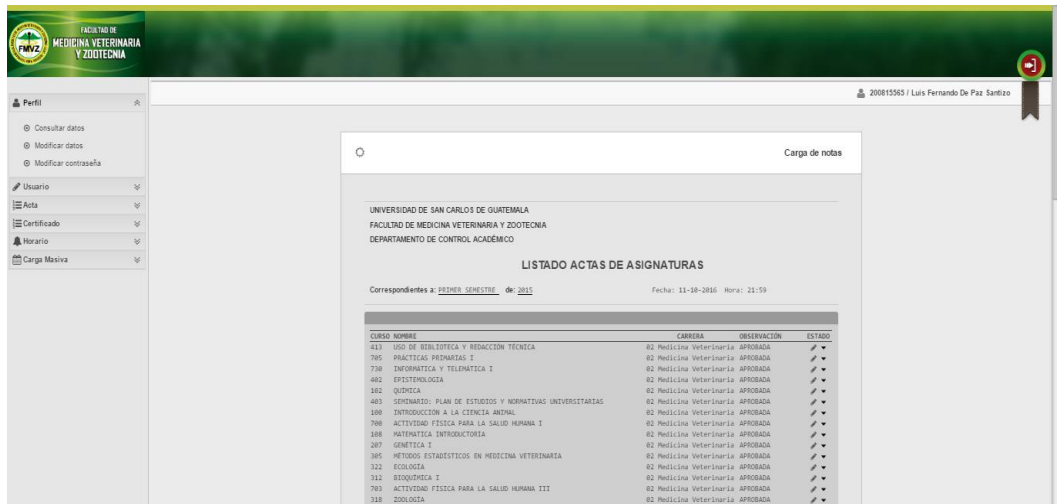 FACULTAD DE
MEDICINA VETERINARIA
Y ZOOTECNIA
FMVZ
200815565 / Luis Fernando De Paz Santizo
Perfil
Consultar datos
Modificar datos
Modificar contraseña
Usuario
Acta
Certificado
Horario
Carga Masiva
Carga de notas
UNIVERSIDAD DE SAN CARLOS DE GUATEMALA
FACULTAD DE MEDICINA VETERINARIA Y ZOOTECNIA
DEPARTAMENTO DE CONTROL ACADÉMICO
LISTADO ACTAS DE ASIGNATURAS
Correspondientes a: PRIMER SEMESTRE de: 2015 Fecha: 11-10-2016 Hora: 21:59
CURSO NOMBRE CARRERA OBSERVACIÓN ESTADO
413 USO DE BIBLIOTECA Y REDACCIÓN TÉCNICA 02 Medicina Veterinaria APROBADA
705 PRÁCTICAS PRIMARIAS I 02 Medicina Veterinaria APROBADA
730 INFORMÁTICA Y TELEMÁTICA I 02 Medicina Veterinaria APROBADA
402 EPISTEMOLOGÍA 02 Medicina Veterinaria APROBADA
102 QUÍMICA 02 Medicina Veterinaria APROBADA
403 SEMINARIO: PLAN DE ESTUDIOS Y NORMATIVAS UNIVERSITARIAS 02 Medicina Veterinaria APROBADA
100 INTRODUCCIÓN A LA CIENCIA ANIMAL 02 Medicina Veterinaria APROBADA
700 ACTIVIDAD FÍSICA PARA LA SALUD HUMANA I 02 Medicina Veterinaria APROBADA
108 MATEMATICA INTRODUCTORIA 02 Medicina Veterinaria APROBADA
207 GENÉTICA I 02 Medicina Veterinaria APROBADA
305 MÉTODOS ESTADÍSTICOS EN MEDICINA VETERINARIA 02 Medicina Veterinaria APROBADA
322 ECOLOGÍA 02 Medicina Veterinaria APROBADA
312 BIOQUÍMICA I 02 Medicina Veterinaria APROBADA
703 ACTIVIDAD FÍSICA PARA LA SALUD HUMANA III 02 Medicina Veterinaria APROBADA
318 ZOOLOGÍA 02 Medicina Veterinaria APROBADA